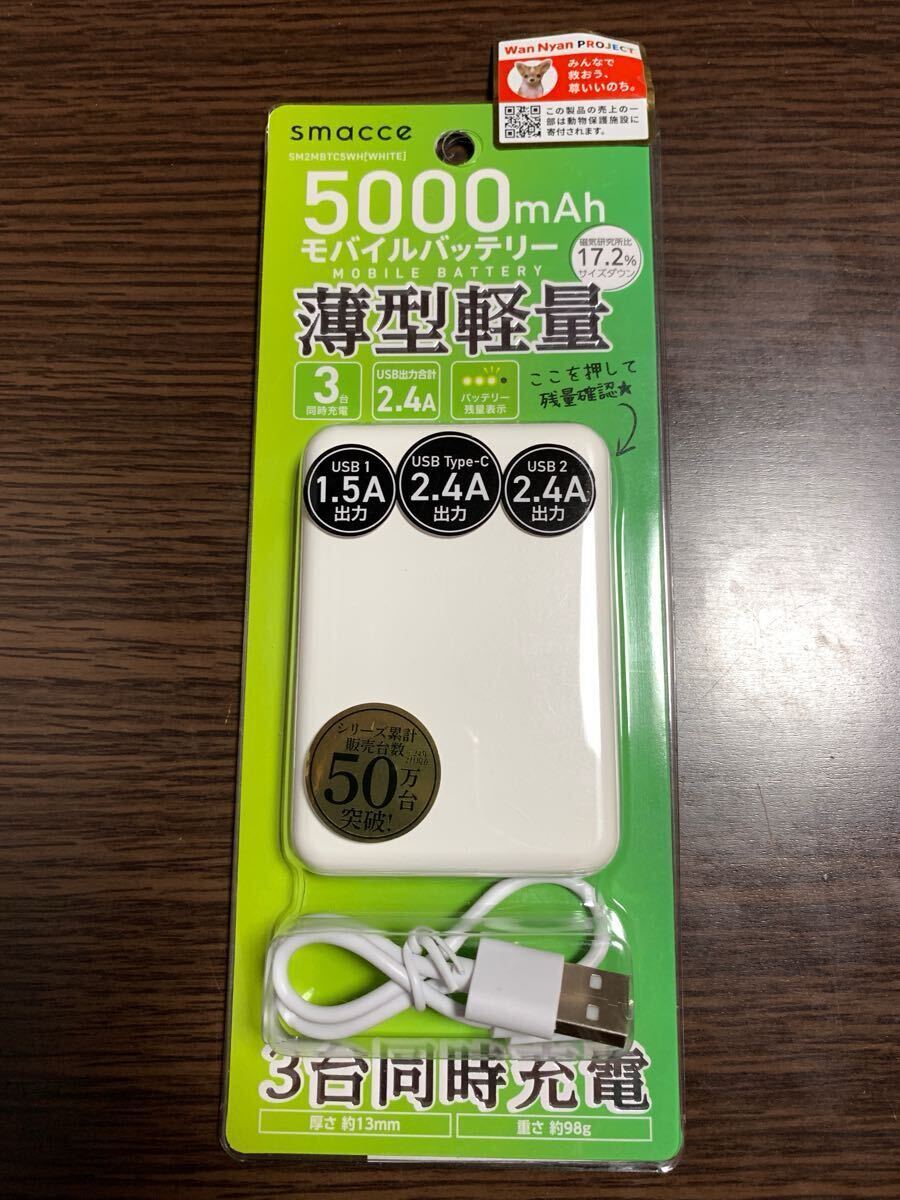 Wan Nyan PROJECT
みんなで
救おう、
尊いいのち。
この製品の売上の一
部は動物保護施設に
寄付されます。
smacce
SM2MBTC5WH[WHITE]
5000mAh
モバイルバッテリー
MOBILE BATTERY
磁気研究所比
17.2%
サイズダウン
薄型軽量
3台
同時充電
USB出力合計
2.4A
バッテリー
残量表示
ここを押して
残量確認★
USB 1
1.5A
出力
USB Type-C
2.4A
出力
USB 2
2.4A
出力
シリーズ累計
販売台数
50万台
突破!
3台同時充電
厚さ 約13mm
重さ 約98g